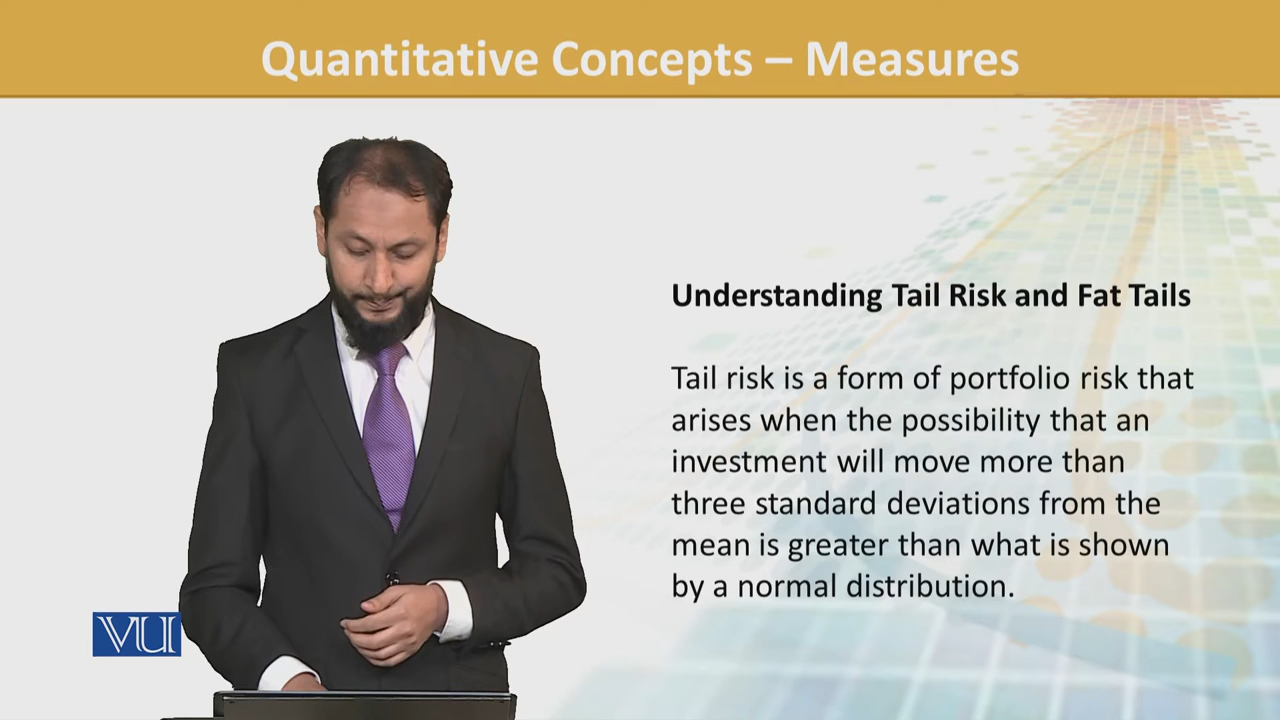 Quantitative Concepts – Measures
Understanding Tail Risk and Fat Tails
Tail risk is a form of portfolio risk that
arises when the possibility that an
investment will move more than
three standard deviations from the
mean is greater than what is shown
by a normal distribution.
VU